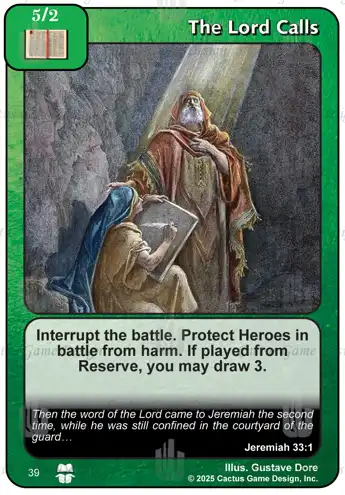 5/2
The Lord Calls
Interrupt the battle. Protect Heroes in
battle from harm. If played from
Reserve, you may draw 3.
Then the word of the Lord came to Jeremiah the second
time, while he was still confined in the courtyard of the
guard…
Jeremiah 33:1
39
Illus. Gustave Dore
© 2025 Cactus Game Design, Inc.